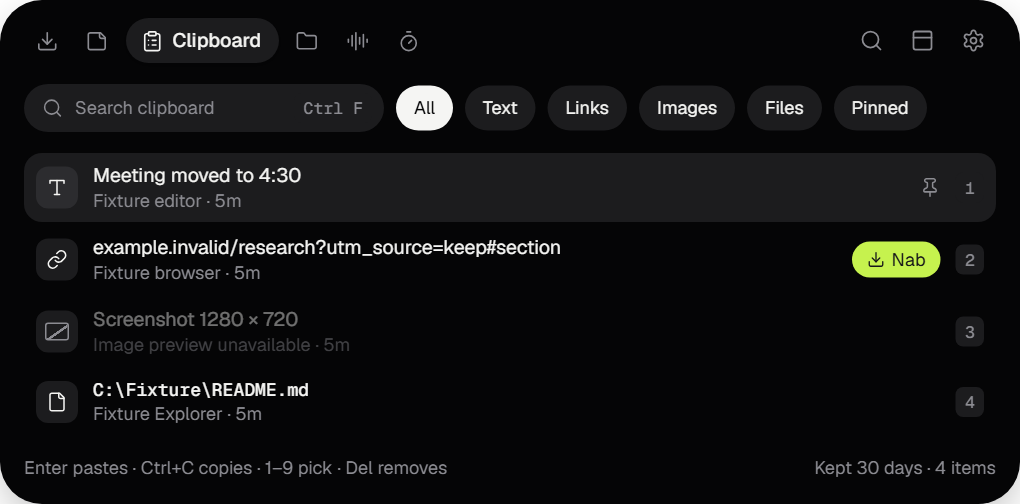 Clipboard
Search clipboard Ctrl F All Text Links Images Files Pinned
Meeting moved to 4:30
Fixture editor · 5m
1
example.invalid/research?utm_source=keep#section
Fixture browser · 5m
Nab 2
Screenshot 1280 × 720
Image preview unavailable · 5m
3
C:\Fixture\README.md
Fixture Explorer · 5m
4
Enter pastes · Ctrl+C copies · 1–9 pick · Del removes
Kept 30 days · 4 items